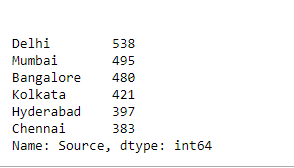 Delhi 538
Mumbai 495
Bangalore 480
Kolkata 421
Hyderabad 397
Chennai 383
Name: Source, dtype: int64